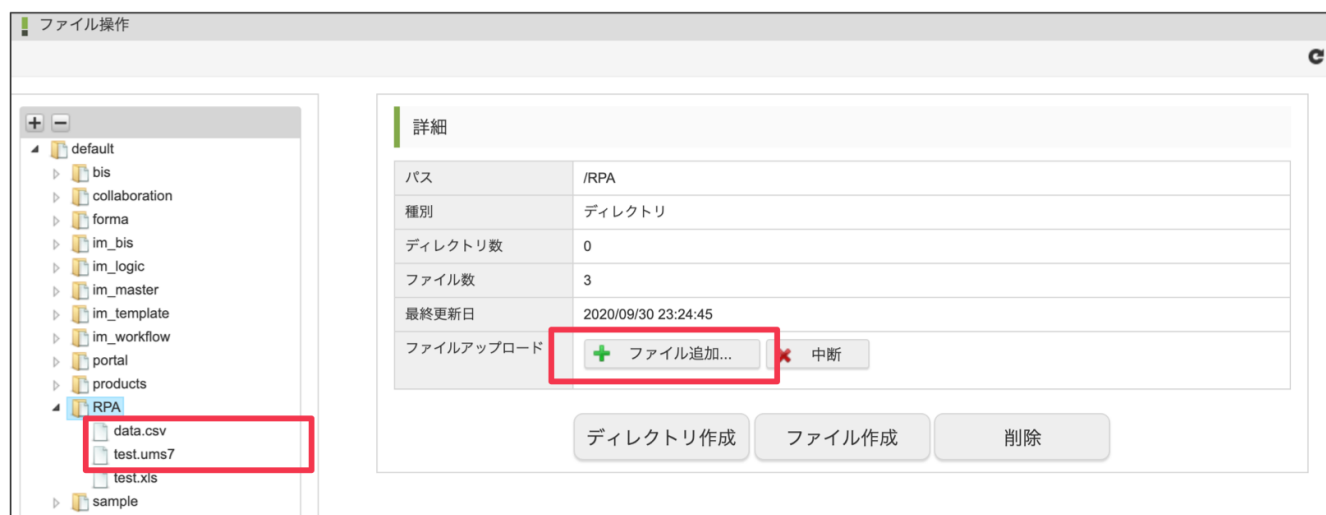 ファイル操作
default
bis
collaboration
forma
im_bis
im_logic
im_master
im_template
im_workflow
portal
products
RPA
data.csv
test.ums7
test.xls
sample
詳細
パス /RPA
種別 ディレクトリ
ディレクトリ数 0
ファイル数 3
最終更新日 2020/09/30 23:24:45
ファイルアップロード ファイル追加... 中断
ディレクトリ作成 ファイル作成 削除